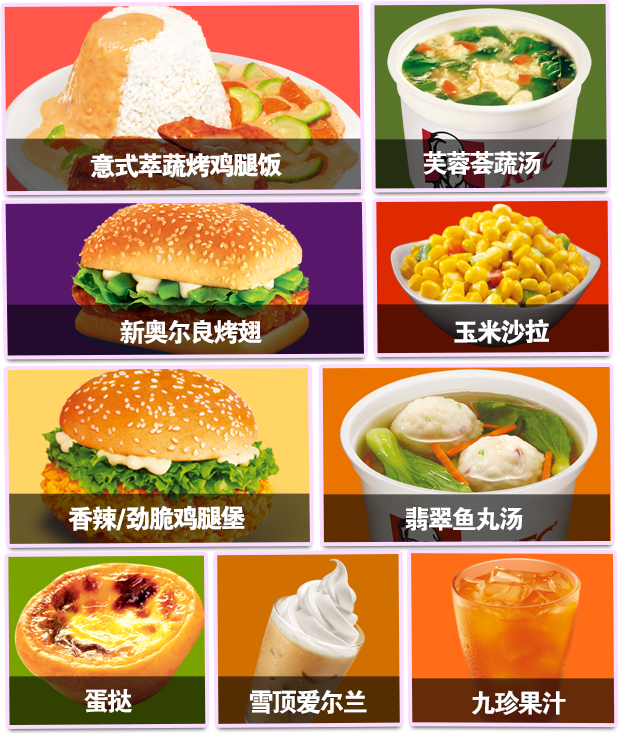 意式萃蔬烤鸡腿饭
芙蓉荟蔬汤
KFC
新奥尔良烤翅
玉米沙拉
香辣/劲脆鸡腿堡
翡翠鱼丸汤
蛋挞
雪顶爱尔兰
九珍果汁